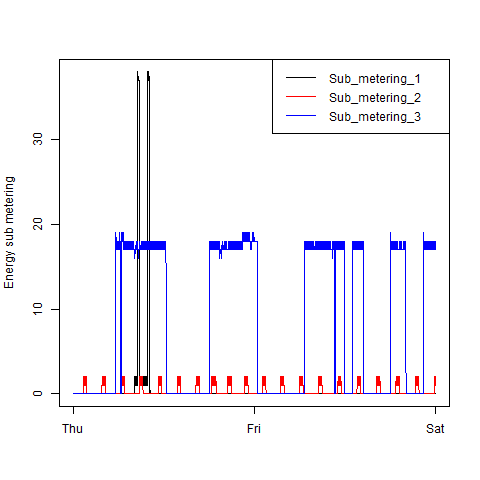 Sub_metering_1
Sub_metering_2
Sub_metering_3
Energy sub metering
30
20
10
0
Thu Fri Sat